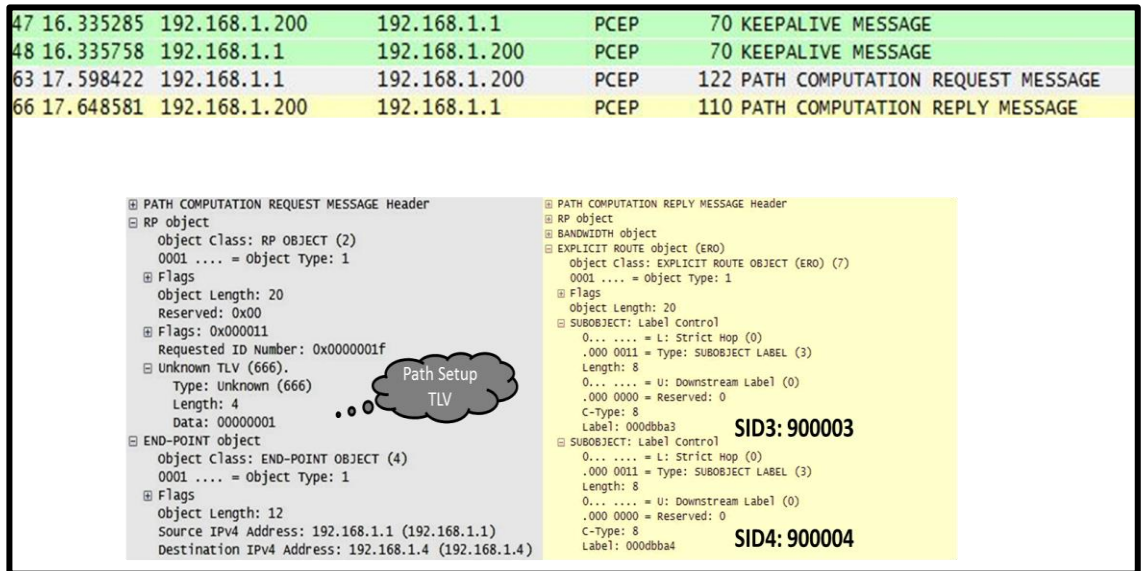 47 16.335285 192.168.1.200 192.168.1.1 PCEP 70 KEEPALIVE MESSAGE
48 16.335758 192.168.1.1 192.168.1.200 PCEP 70 KEEPALIVE MESSAGE
63 17.598422 192.168.1.1 192.168.1.200 PCEP 122 PATH COMPUTATION REQUEST MESSAGE
66 17.648581 192.168.1.200 192.168.1.1 PCEP 110 PATH COMPUTATION REPLY MESSAGE
PATH COMPUTATION REQUEST MESSAGE Header
RP object
Object Class: RP OBJECT (2)
0001 .... = Object Type: 1
Flags
Object Length: 20
Reserved: 0x00
Flags: 0x000011
Requested ID Number: 0x0000001f
Unknown TLV (666).
Type: Unknown (666)
Length: 4
Data: 00000001
END-POINT object
Object Class: END-POINT OBJECT (4)
0001 .... = Object Type: 1
Flags
Object Length: 12
Source IPv4 Address: 192.168.1.1 (192.168.1.1)
Destination IPv4 Address: 192.168.1.4 (192.168.1.4)
Path Setup
TLV
PATH COMPUTATION REPLY MESSAGE Header
RP object
BANDWIDTH object
EXPLICIT ROUTE object (ERO)
Object Class: EXPLICIT ROUTE OBJECT (ERO) (7)
0001 .... = Object Type: 1
Flags
Object Length: 20
SUBOBJECT: Label Control
0... .... = L: Strict Hop (0)
.000 0011 = Type: SUBOBJECT LABEL (3)
Length: 8
0... .... = U: Downstream Label (0)
.000 0000 = Reserved: 0
C-Type: 8
Label: 000dbba3
SID3: 900003
SUBOBJECT: Label Control
0... .... = L: Strict Hop (0)
.000 0011 = Type: SUBOBJECT LABEL (3)
Length: 8
0... .... = U: Downstream Label (0)
.000 0000 = Reserved: 0
C-Type: 8
Label: 000dbba4
SID4: 900004